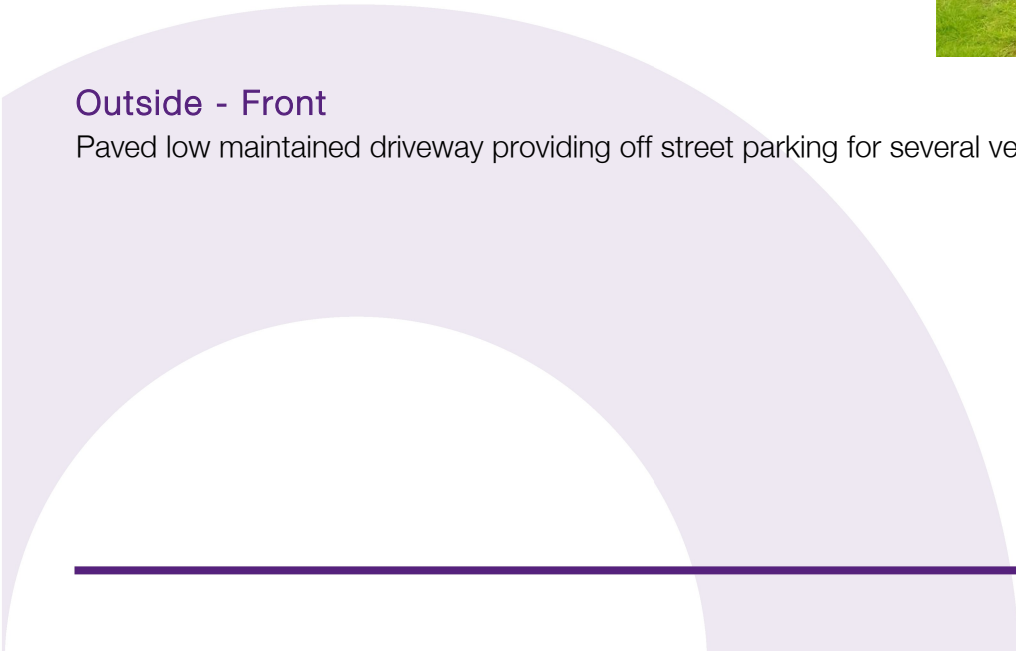 Outside - Front
Paved low maintained driveway providing off street parking for several